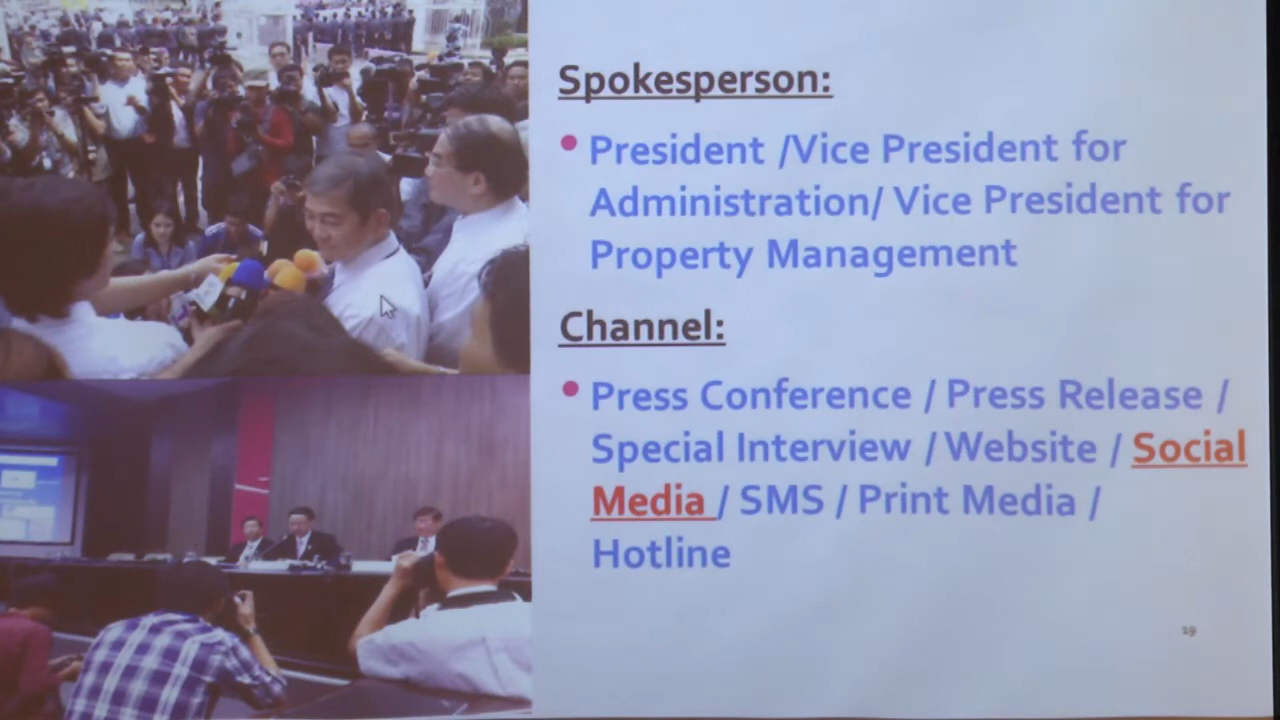 Spokesperson:
• President /Vice President for
Administration/ Vice President for
Property Management
Channel:
• Press Conference / Press Release /
Special Interview / Website / Social
Media / SMS / Print Media /
Hotline
19